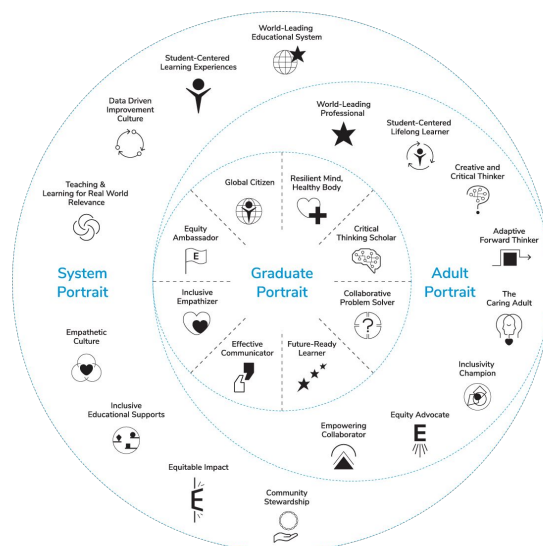 World-Leading
Educational System
Student-Centered
Learning Experiences
Data Driven
Improvement
Culture
Teaching &
Learning for Real World
Relevance
System
Portrait
Empathetic
Culture
Inclusive
Educational Supports
Equitable Impact
E
Community
Stewardship
World-Leading
Professional
Student-Centered
Lifelong Learner
Creative and
Critical Thinker
?
Adaptive
Forward Thinker
Adult
Portrait
The
Caring Adult
Inclusivity
Champion
Equity Advocate
E
Empowering
Collaborator
Global Citizen
Resilient Mind,
Healthy Body
Equity
Ambassador
E
Critical
Thinking Scholar
Graduate
Portrait
Inclusive
Empathizer
Collaborative
Problem Solver
?
Effective
Communicator
Future-Ready
Learner